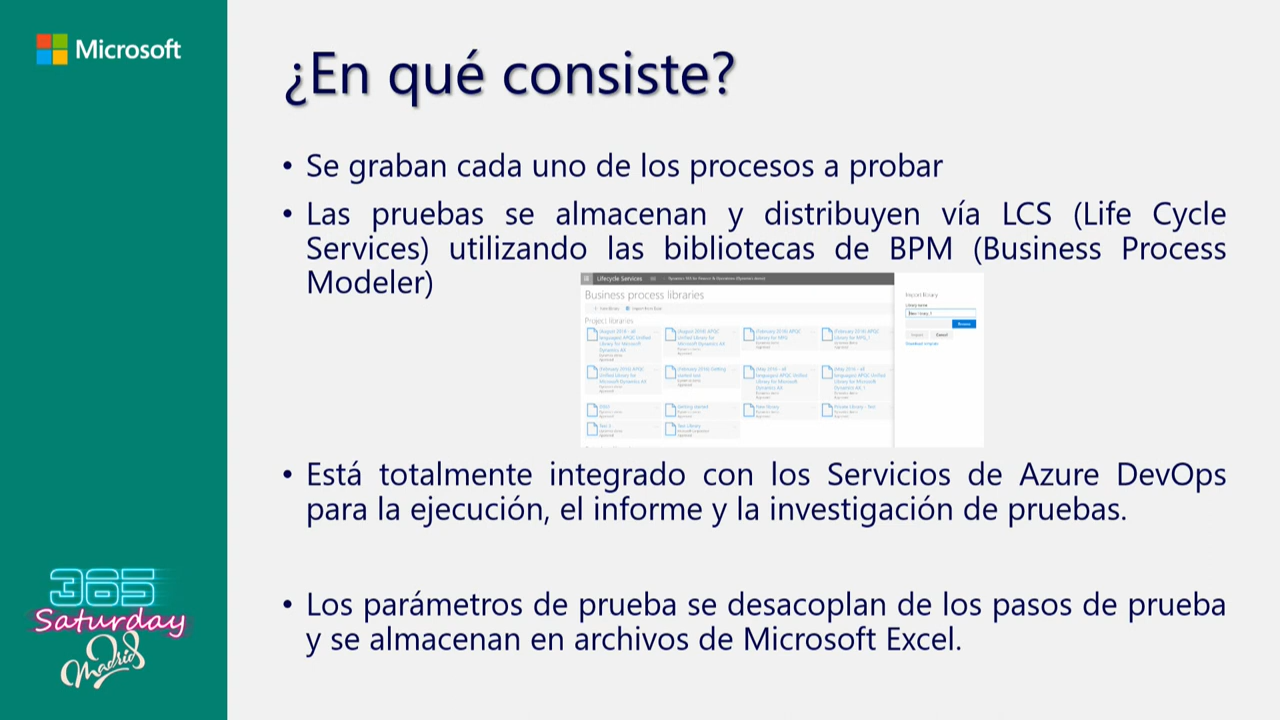 Microsoft
¿En qué consiste?
• Se graban cada uno de los procesos a probar
• Las pruebas se almacenan y distribuyen vía LCS (Life Cycle
Services) utilizando las bibliotecas de BPM (Business Process
Modeler)
Lifecycle Services
Business process libraries
Import library
Project libraries
• Está totalmente integrado con los Servicios de Azure DevOps
para la ejecución, el informe y la investigación de pruebas.
• Los parámetros de prueba se desacoplan de los pasos de prueba
y se almacenan en archivos de Microsoft Excel.
365
Saturday
Madrid